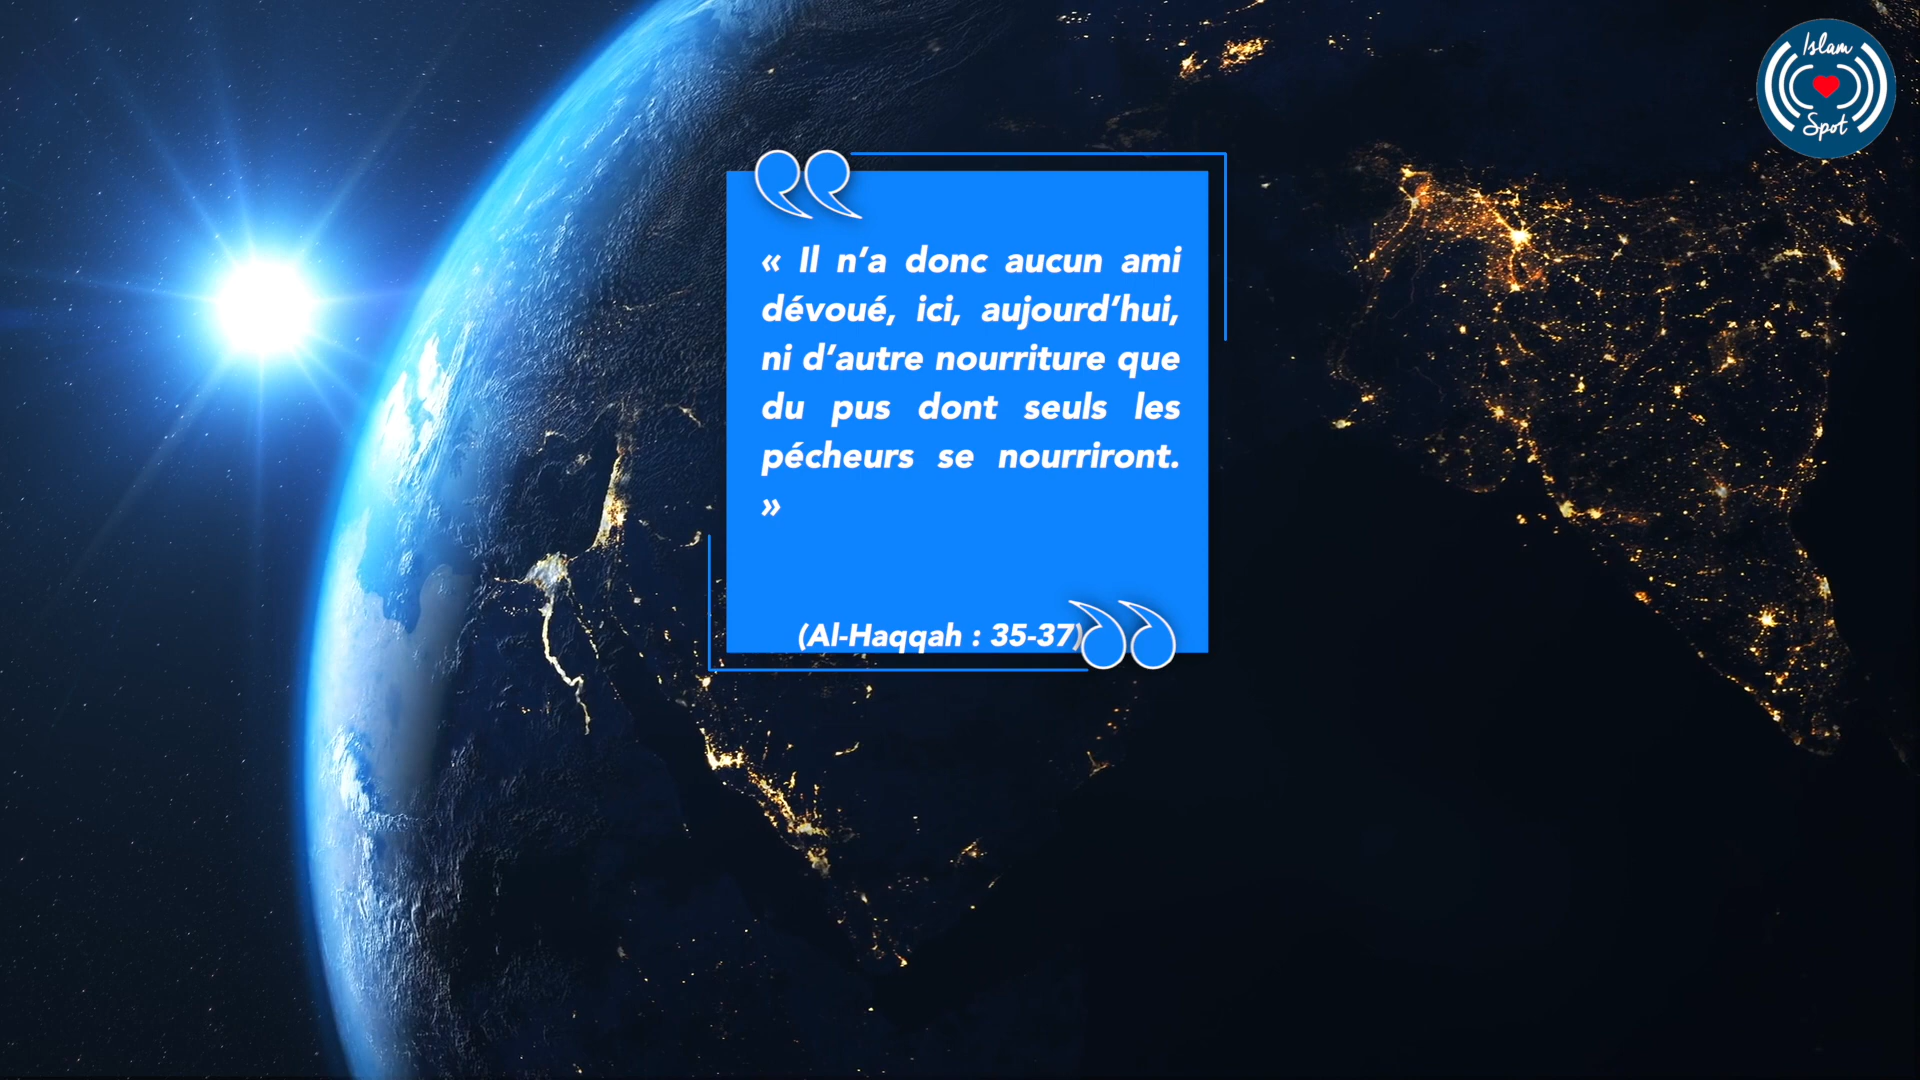 Islam
Spot
« Il n’a donc aucun ami
dévoué, ici, aujourd’hui,
ni d’autre nourriture que
du pus dont seuls les
pécheurs se nourriront.
»
(Al-Haqqah : 35-37)